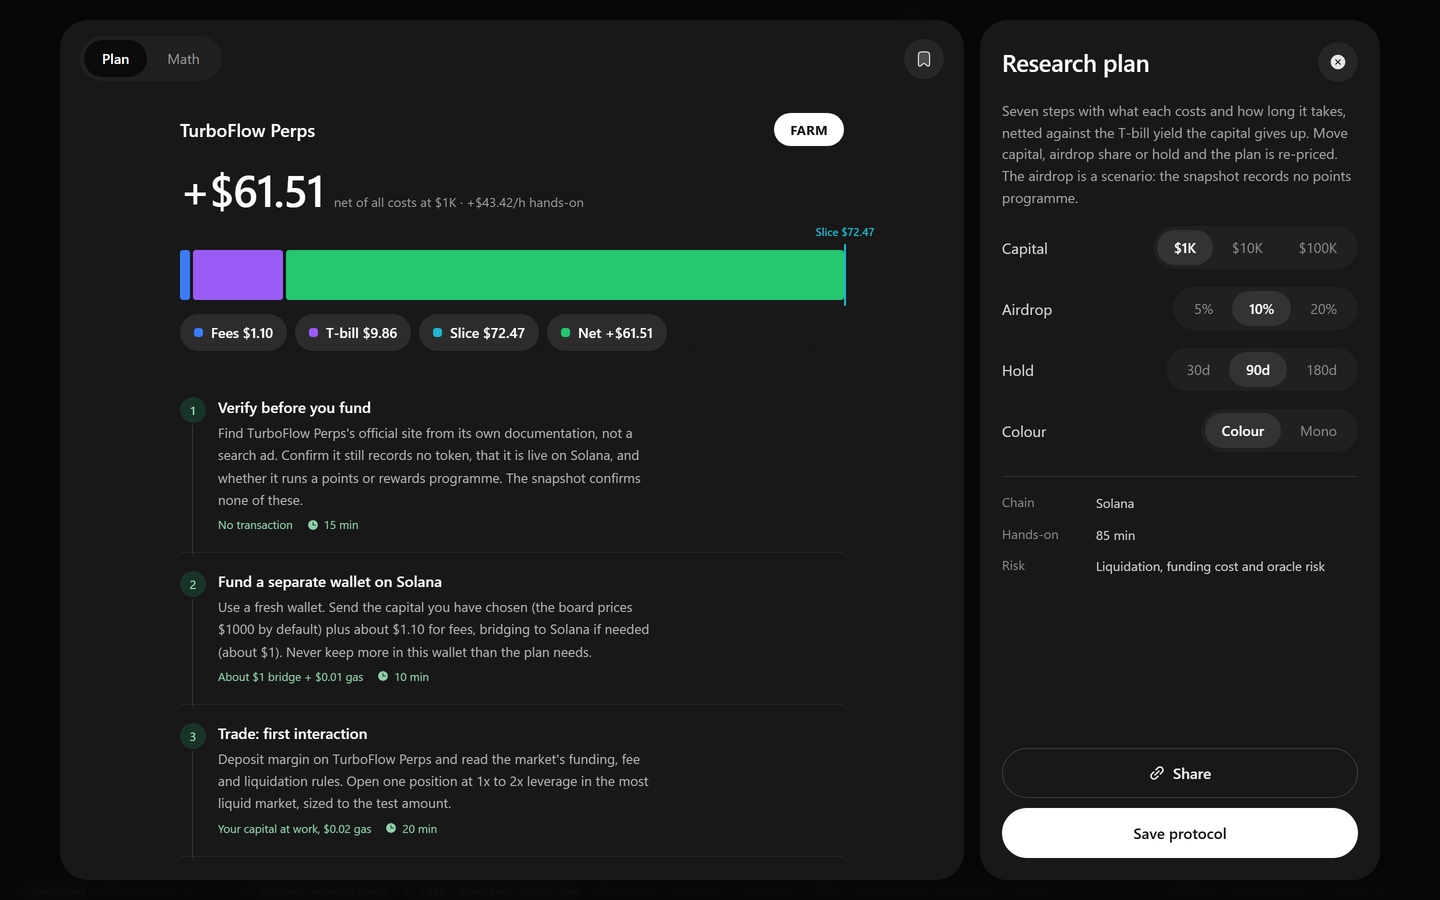 Plan
Math
TurboFlow Perps
FARM
+$61.51 net of all costs at $1K · +$43.42/h hands-on
Slice $72.47
Fees $1.10
T-bill $9.86
Slice $72.47
Net +$61.51
1
Verify before you fund
Find TurboFlow Perps's official site from its own documentation, not a
search ad. Confirm it still records no token, that it is live on Solana, and
whether it runs a points or rewards programme. The snapshot confirms
none of these.
No transaction 15 min
2
Fund a separate wallet on Solana
Use a fresh wallet. Send the capital you have chosen (the board prices
$1000 by default) plus about $1.10 for fees, bridging to Solana if needed
(about $1). Never keep more in this wallet than the plan needs.
About $1 bridge + $0.01 gas 10 min
3
Trade: first interaction
Deposit margin on TurboFlow Perps and read the market's funding, fee
and liquidation rules. Open one position at 1x to 2x leverage in the most
liquid market, sized to the test amount.
Your capital at work, $0.02 gas 20 min
Research plan
Seven steps with what each costs and how long it takes,
netted against the T-bill yield the capital gives up. Move
capital, airdrop share or hold and the plan is re-priced.
The airdrop is a scenario: the snapshot records no points
programme.
Capital $1K $10K $100K
Airdrop 5% 10% 20%
Hold 30d 90d 180d
Colour Colour Mono
Chain Solana
Hands-on 85 min
Risk Liquidation, funding cost and oracle risk
Share
Save protocol